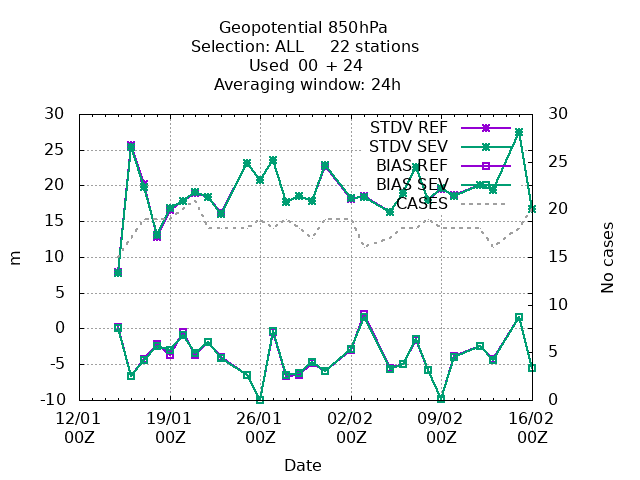 Geopotential 850hPa
Selection: ALL 22 stations
Used 00 + 24
Averaging window: 24h
30 30
STDV REF
STDV SEV
BIAS REF
BIAS SEV
CASES
25 25
20 20
15 15
10 10
5 5
0 0
-5
-10
m
No cases
12/01 19/01 26/01 02/02 09/02 16/02
00Z 00Z 00Z 00Z 00Z 00Z
Date